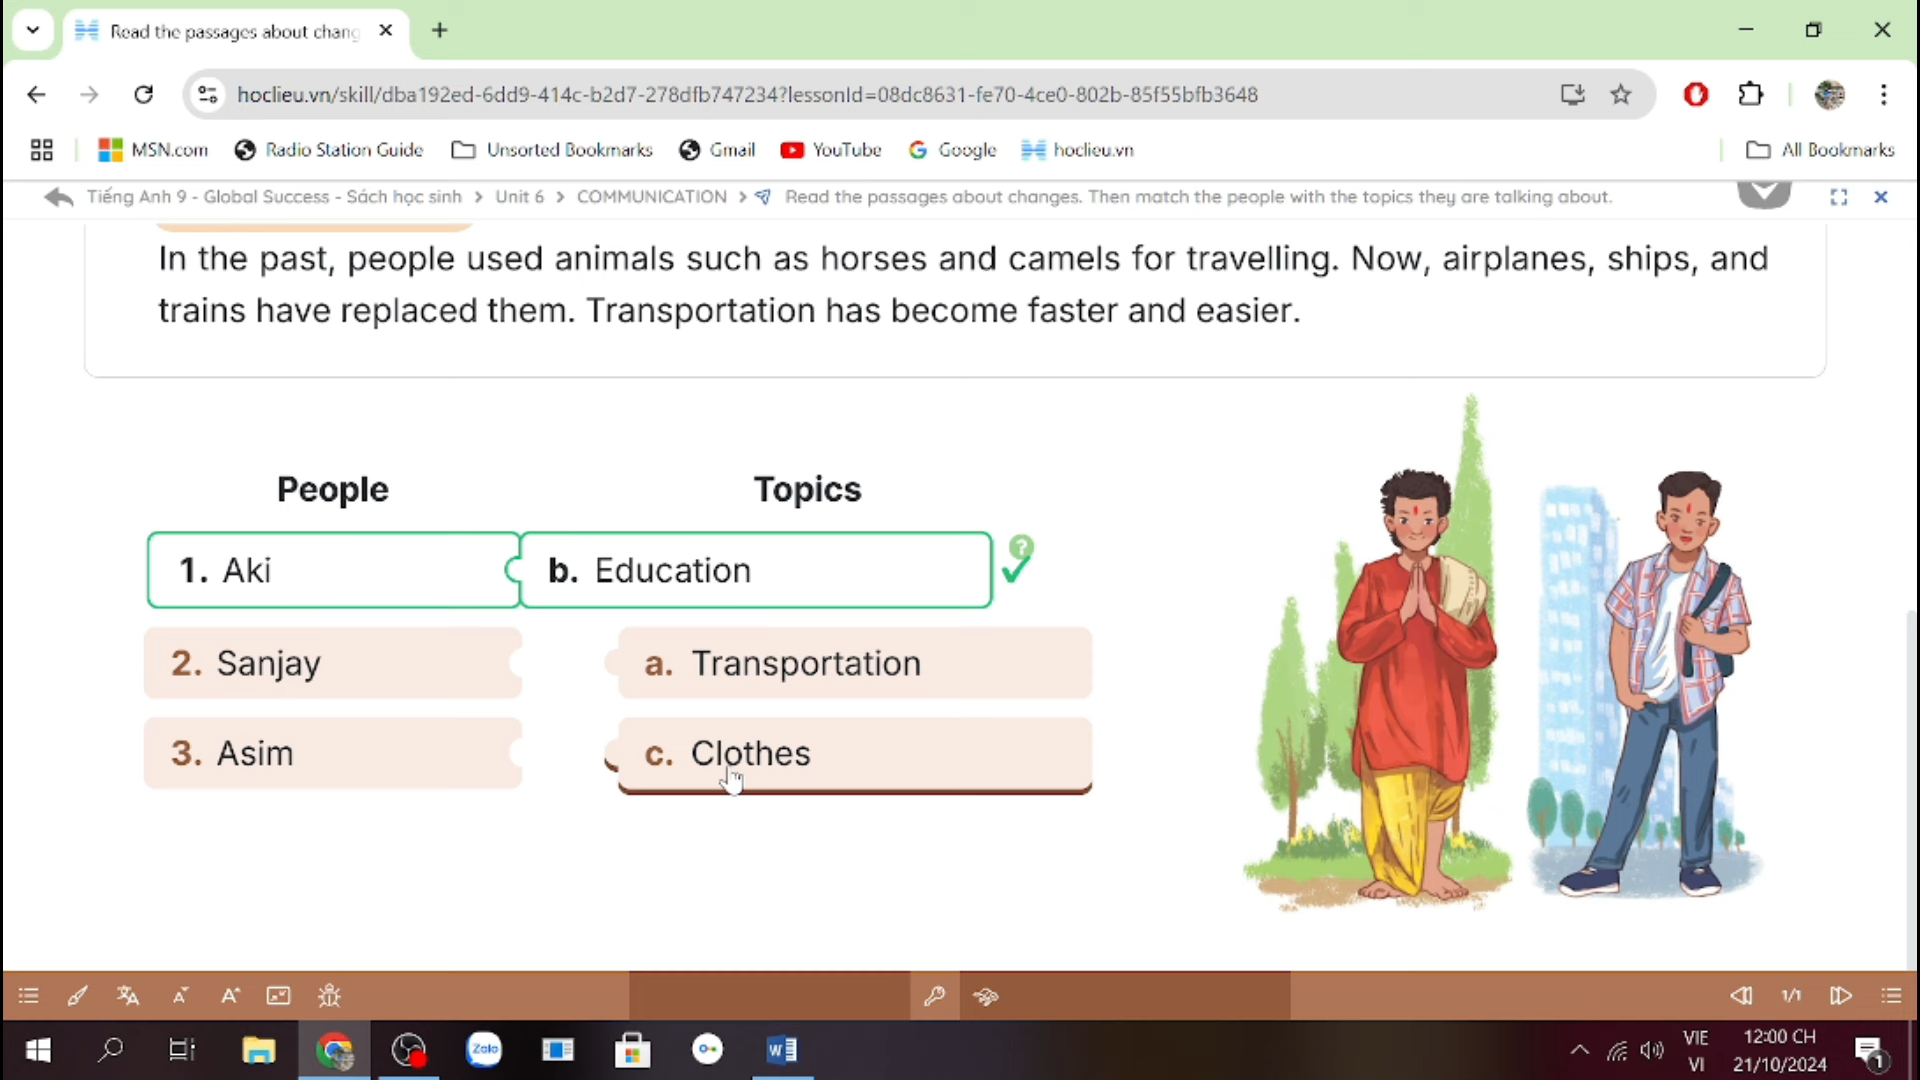 Read the passages about chang
hoclieu.vn/skill/dba192ed-6dd9-414c-b2d7-278dfb747234?lessonId=08dc8631-fe70-4ce0-802b-85f55bfb3648
MSN.com Radio Station Guide Unsorted Bookmarks Gmail YouTube Google hoclieu.vn All Bookmarks
Tiếng Anh 9 - Global Success - Sách học sinh > Unit 6 > COMMUNICATION > Read the passages about changes. Then match the people with the topics they are talking about.
In the past, people used animals such as horses and camels for travelling. Now, airplanes, ships, and
trains have replaced them. Transportation has become faster and easier.
People Topics
1. Aki b. Education
2. Sanjay a. Transportation
3. Asim c. Clothes
1/1
Zalo
W
VIE
VI
12:00 CH
21/10/2024
1